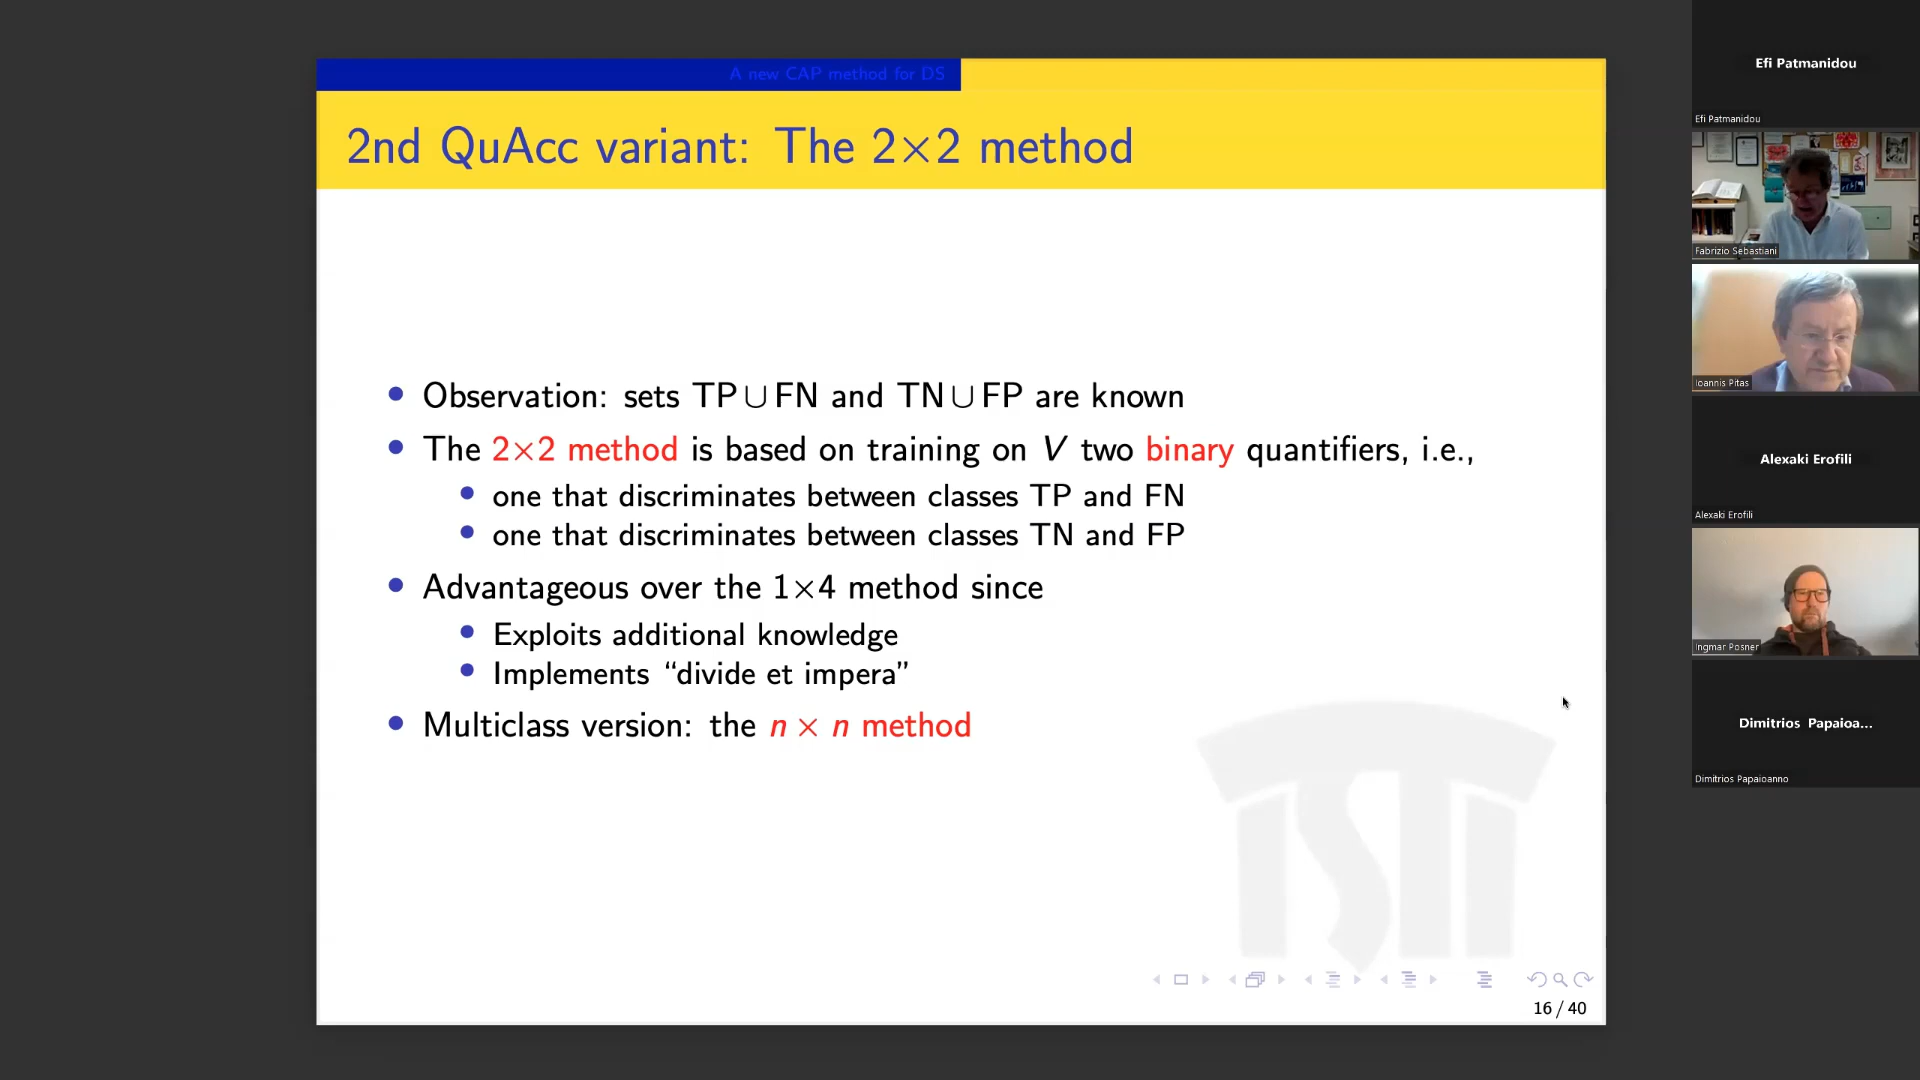 A new CAP method for DS
2nd QuAcc variant: The 2×2 method
• Observation: sets TP∪FN and TN∪FP are known
• The 2×2 method is based on training on V two binary quantifiers, i.e.,
• one that discriminates between classes TP and FN
• one that discriminates between classes TN and FP
• Advantageous over the 1×4 method since
• Exploits additional knowledge
• Implements “divide et impera”
• Multiclass version: the n × n method
ISTI
16 / 40
Efi Patmanidou
Efi Patmanidou
Fabrizio Sebastiani
Ioannis Pitas
Alexaki Erofili
Alexaki Erofili
Ingmar Posner
Dimitrios Papaioa...
Dimitrios Papaioanno